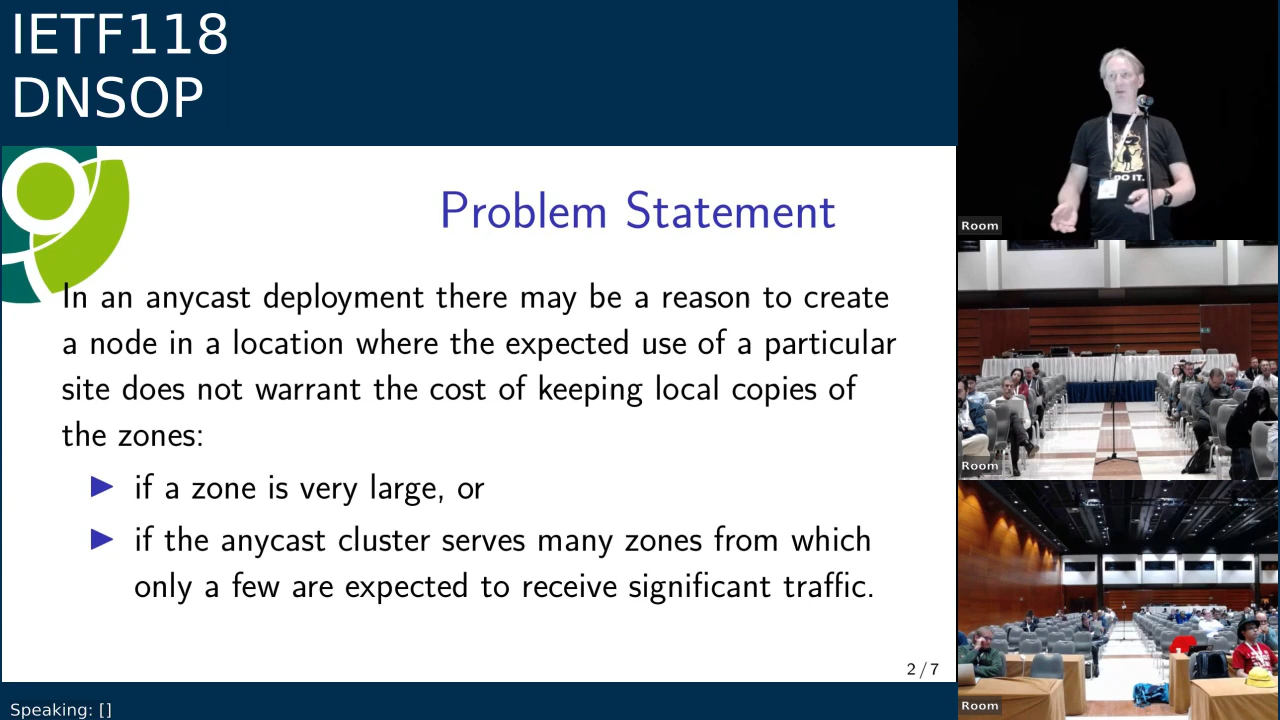 IETF118
DNSOP
Problem Statement
In an anycast deployment there may be a reason to create
a node in a location where the expected use of a particular
site does not warrant the cost of keeping local copies of
the zones:
if a zone is very large, or
if the anycast cluster serves many zones from which
only a few are expected to receive significant traffic.
2 / 7
Speaking: []
DO IT.
Room
Room
Room